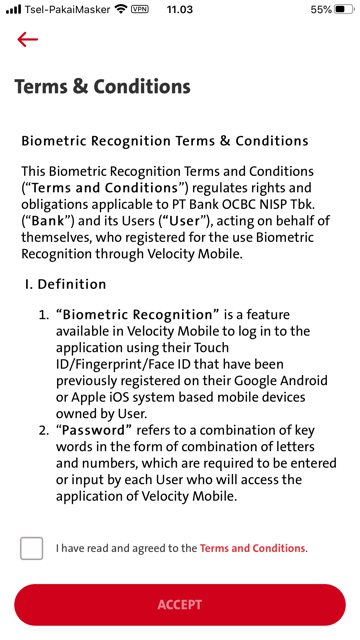 Tsel-PakaiMasker VPN 11.03 55%
Terms & Conditions
Biometric Recognition Terms & Conditions
This Biometric Recognition Terms and Conditions
(“Terms and Conditions”) regulates rights and
obligations applicable to PT Bank OCBC NISP Tbk.
(“Bank”) and its Users (“User”), acting on behalf of
themselves, who registered for the use Biometric
Recognition through Velocity Mobile.
I. Definition
1. “Biometric Recognition” is a feature
available in Velocity Mobile to log in to the
application using their Touch
ID/Fingerprint/Face ID that have been
previously registered on their Google Android
or Apple iOS system based mobile devices
owned by User.
2. “Password” refers to a combination of key
words in the form of combination of letters
and numbers, which are required to be entered
or input by each User who will access the
application of Velocity Mobile.
I have read and agreed to the Terms and Conditions.
ACCEPT